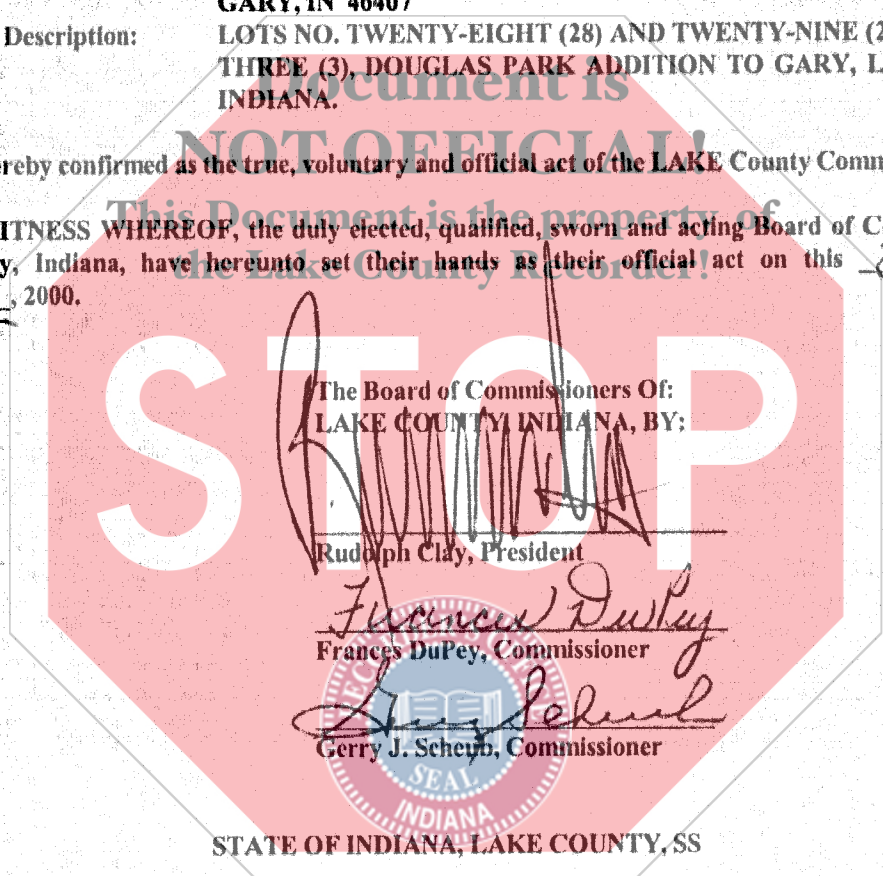 GARY, IN 46407
Description: LOTS NO. TWENTY-EIGHT (28) AND TWENTY-NINE (2
THREE (3), DOUGLAS PARK ADDITION TO GARY, L
INDIANA.
Document is
NOT OFFICIAL!
reby confirmed as the true, voluntary and official act of the LAKE County Comm
This Document is the property of
ITNESS WHEREOF, the duly elected, qualified, sworn and acting Board of C
the Lake County Recorder!
y, Indiana, have hereunto set their hands as their official act on this
, 2000.
STOP
The Board of Commissioners Of:
LAKE COUNTY, INDIANA, BY:
Rudolph Clay, President
Frances DuPey
Frances DuPey, Commissioner
Gerry Scheub
Gerry J. Scheub, Commissioner
SEAL
INDIANA
STATE OF INDIANA, LAKE COUNTY, SS